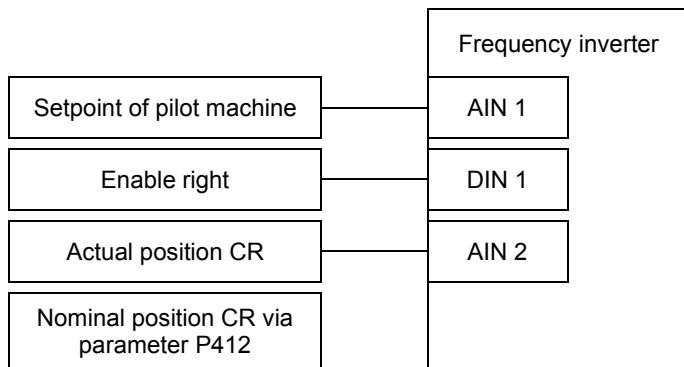 Frequency inverter
Setpoint of pilot machine
AIN 1
Enable right
DIN 1
Actual position CR
AIN 2
Nominal position CR via
parameter P412